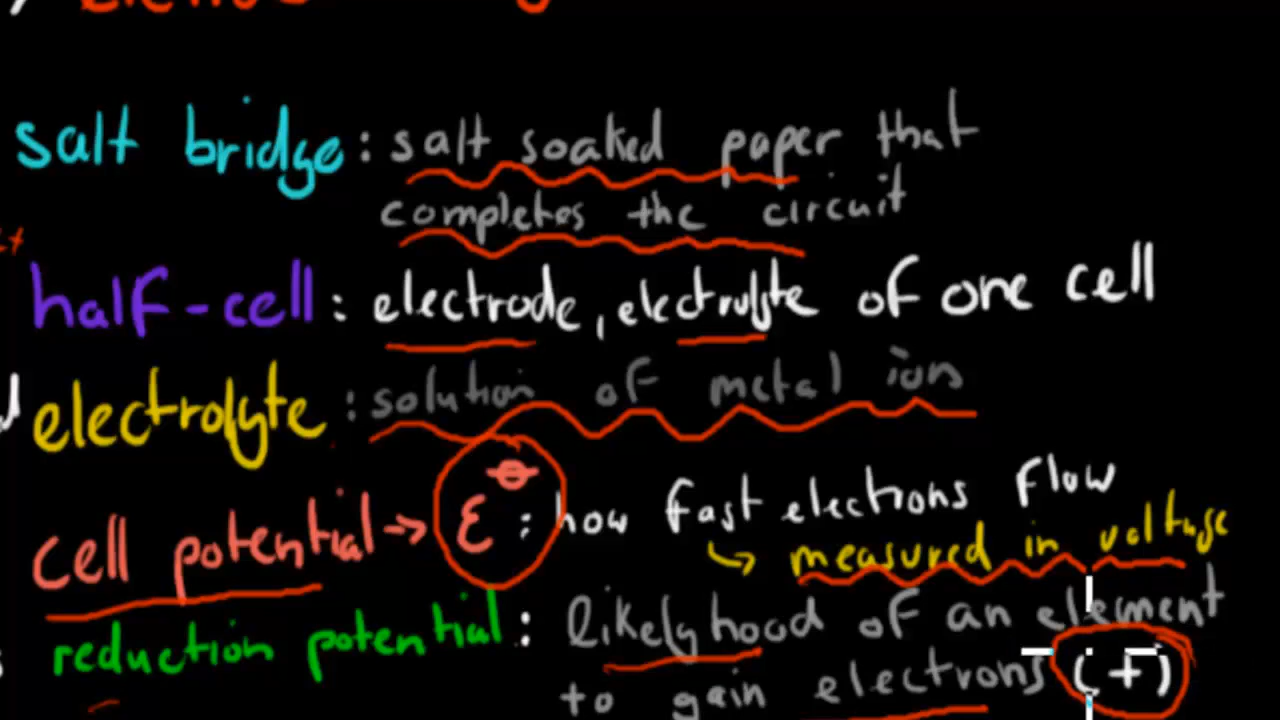 salt bridge : salt soaked paper that
completes the circuit
half-cell : electrode, electrolyte of one cell
electrolyte : solution of metal ion
cell potential → ε⦵ : how fast electrons flow
↳ measured in voltage
reduction potential : likelyhood of an element
to gain electrons (+)